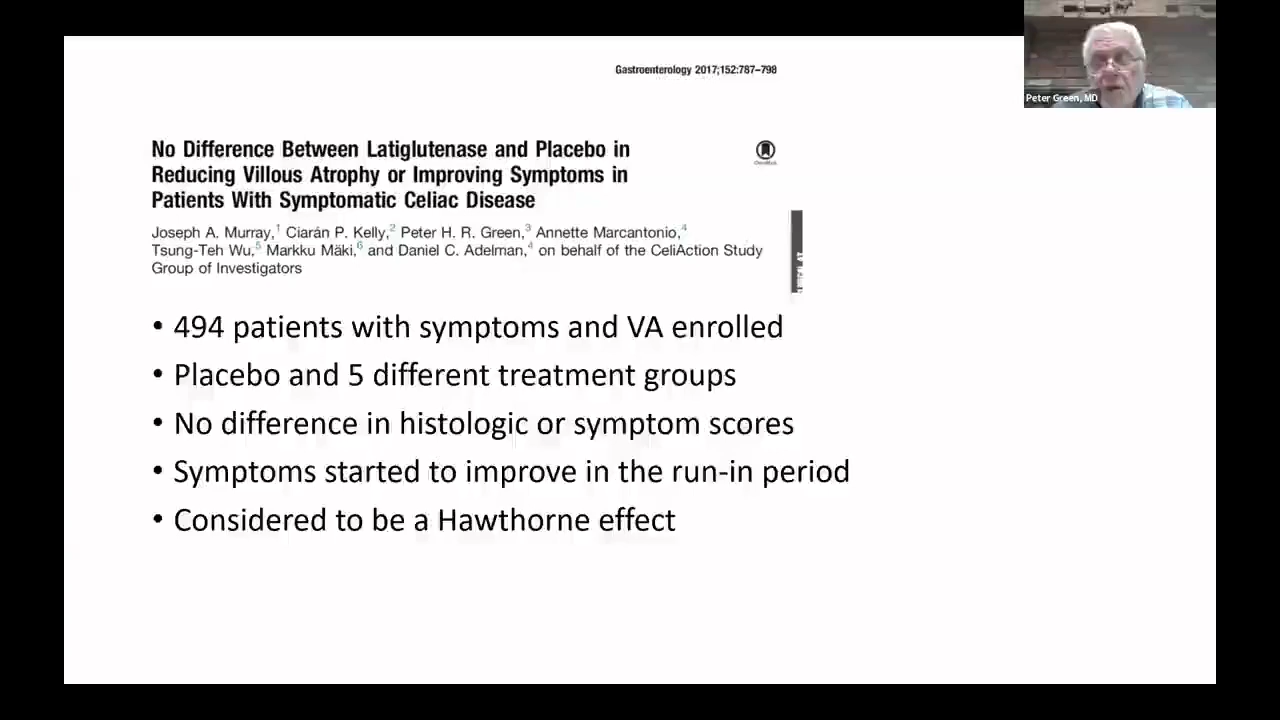 Peter Green, MD
Gastroenterology 2017;152:787–798
No Difference Between Latiglutenase and Placebo in
Reducing Villous Atrophy or Improving Symptoms in
Patients With Symptomatic Celiac Disease
Joseph A. Murray,1 Ciarán P. Kelly,2 Peter H. R. Green,3 Annette Marcantonio,4
Tsung-Teh Wu,5 Markku Mäki,6 and Daniel C. Adelman,4 on behalf of the CeliAction Study
Group of Investigators
• 494 patients with symptoms and VA enrolled
• Placebo and 5 different treatment groups
• No difference in histologic or symptom scores
• Symptoms started to improve in the run-in period
• Considered to be a Hawthorne effect